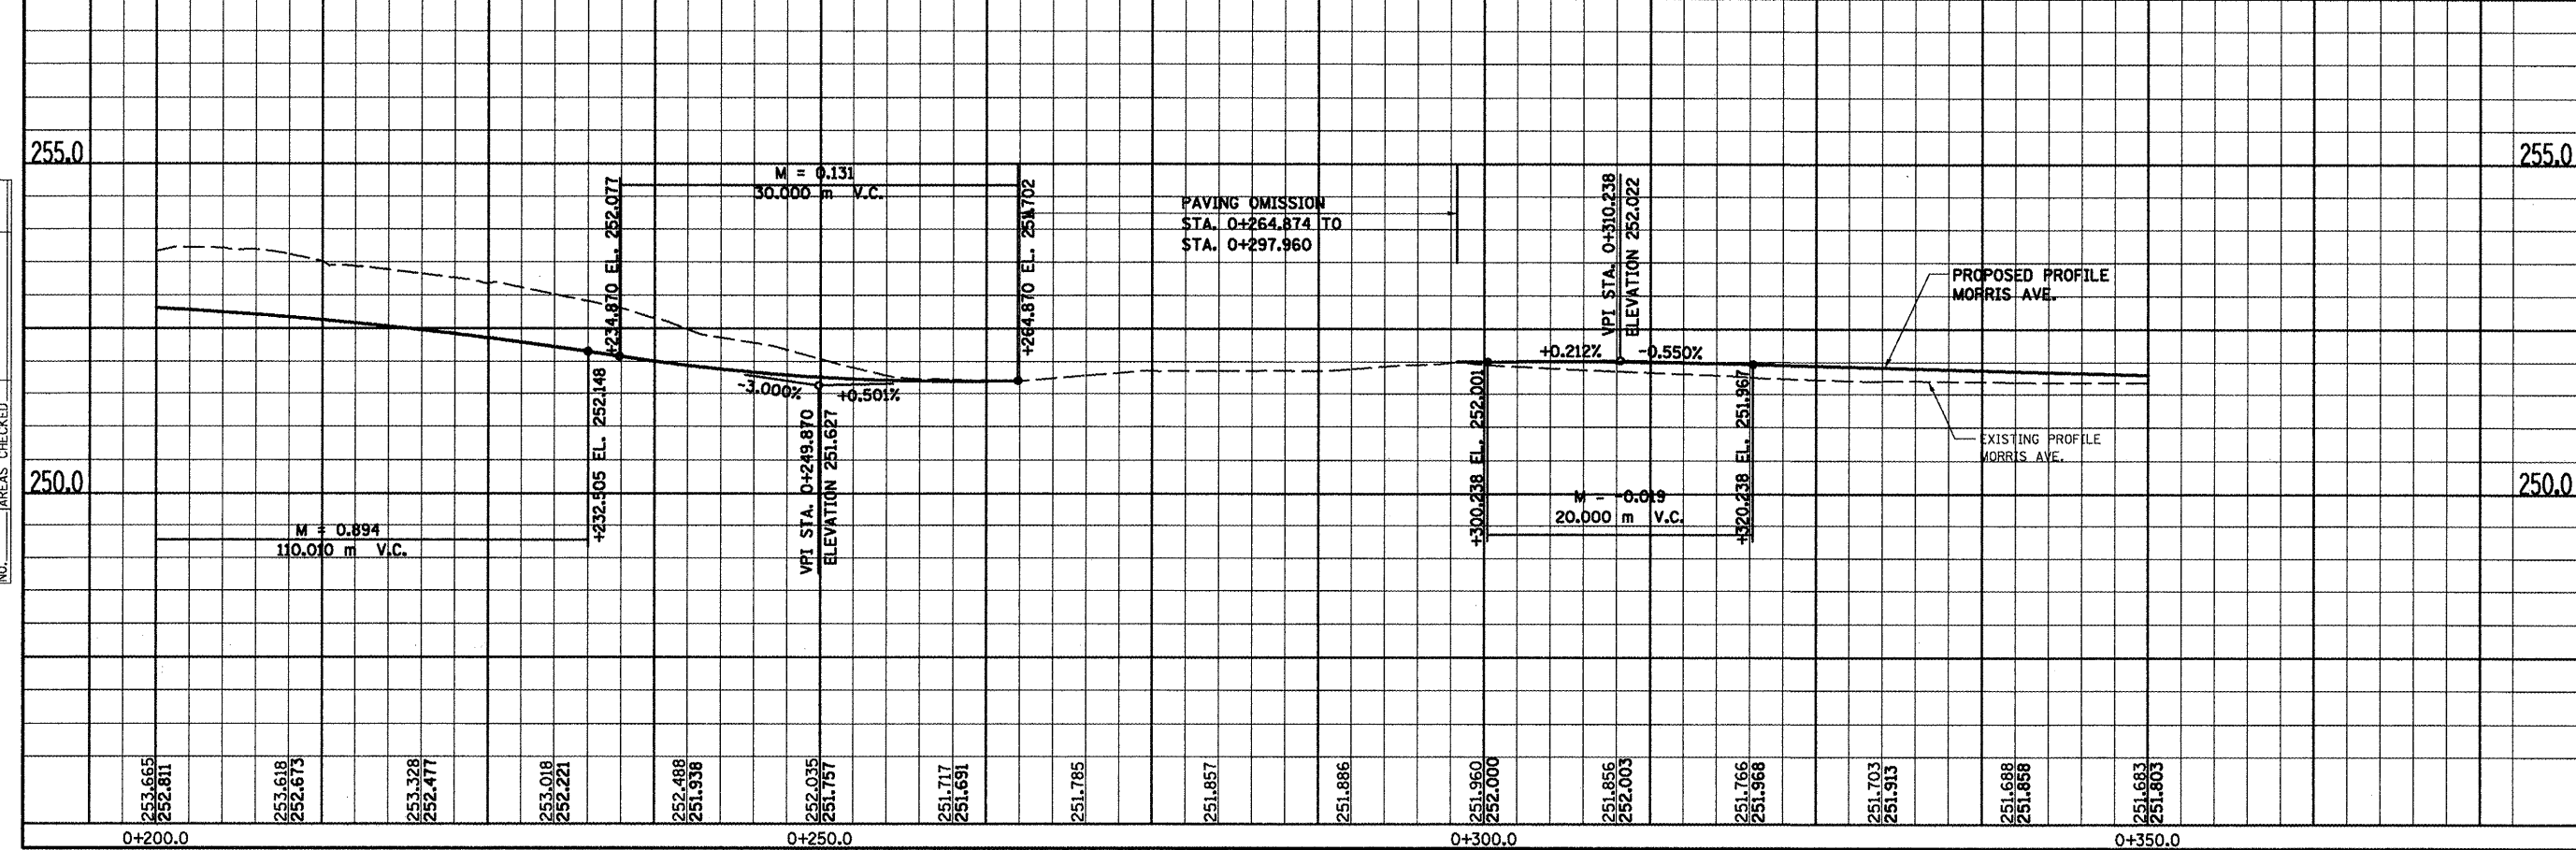 255.0
255.0
M = 0.131
30.000 m V.C.
+234.870 EL. 252.077
+264.870 EL. 251.702
PAVING OMISSION
STA. 0+264.874 TO
STA. 0+297.960
VPI STA. 0+310.238
ELEVATION 252.022
PROPOSED PROFILE
MORRIS AVE.
+0.212%
-0.550%
-3.000%
+0.501%
+232.505 EL. 252.148
VPI STA. 0+249.870
ELEVATION 251.627
+300.238 EL. 252.001
+320.238 EL. 251.967
EXISTING PROFILE
MORRIS AVE.
250.0
250.0
M = 0.894
110.010 m V.C.
M = -0.019
20.000 m V.C.
NO.
AREAS CHECKED
253.665
252.811
253.618
252.673
253.328
252.477
253.018
252.221
252.488
251.938
252.035
251.757
251.717
251.691
251.785
251.857
251.886
251.960
252.000
251.856
252.003
251.766
251.968
251.703
251.913
251.688
251.858
251.683
251.803
0+200.0
0+250.0
0+300.0
0+350.0